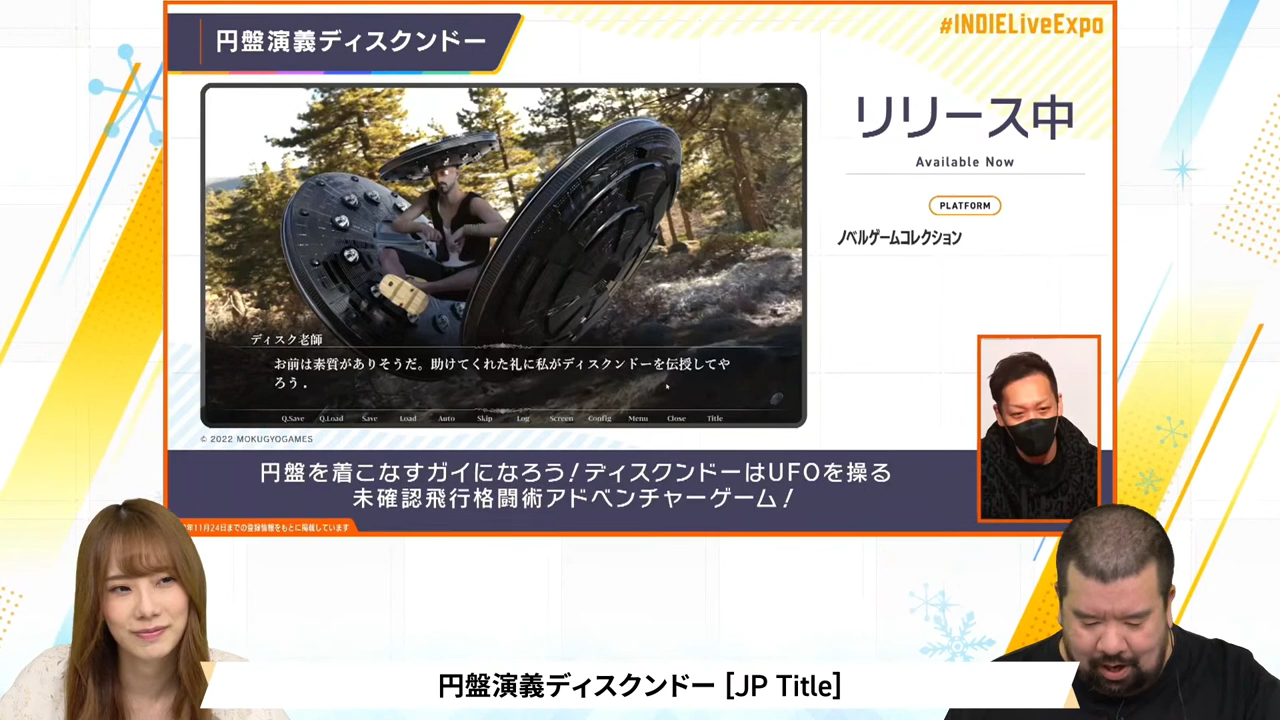 円盤演義ディスクンドー
#INDIELiveExpo
リリース中
Available Now
PLATFORM
ノベルゲームコレクション
ディスク老師
お前は素質がありそうだ。助けてくれた礼に私がディスクンドーを伝授してや
ろう．
Q.Save Q.Load Save Load Auto Skip Log Screen Config Menu Close Title
© 2022 MOKUGYOGAMES
円盤を着こなすガイになろう！ディスクンドーはUFOを操る
未確認飛行格闘術アドベンチャーゲーム！
年11月24日までの登録情報をもとに掲載しています
円盤演義ディスクンドー [JP Title]